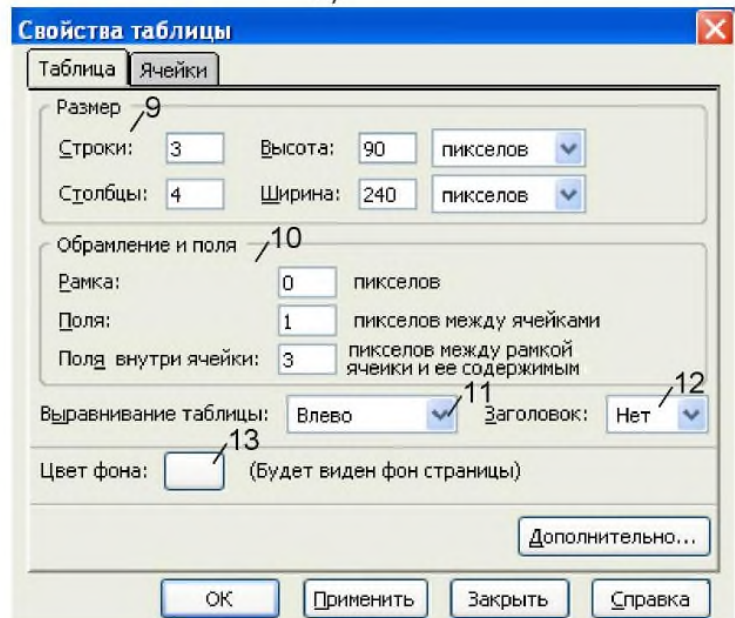 Свойства таблицы
Таблица Ячейки
Размер 9
Строки: 3 Высота: 90 пикселов
Столбцы: 4 Ширина: 240 пикселов
Обрамление и поля 10
Рамка: 0 пикселов
Поля: 1 пикселов между ячейками
Поля внутри ячейки: 3 пикселов между рамкой
ячейки и ее содержимым
11 12
Выравнивание таблицы: Влево Заголовок: Нет
13
Цвет фона: (Будет виден фон страницы)
Дополнительно...
ОК Применить Закрыть Справка